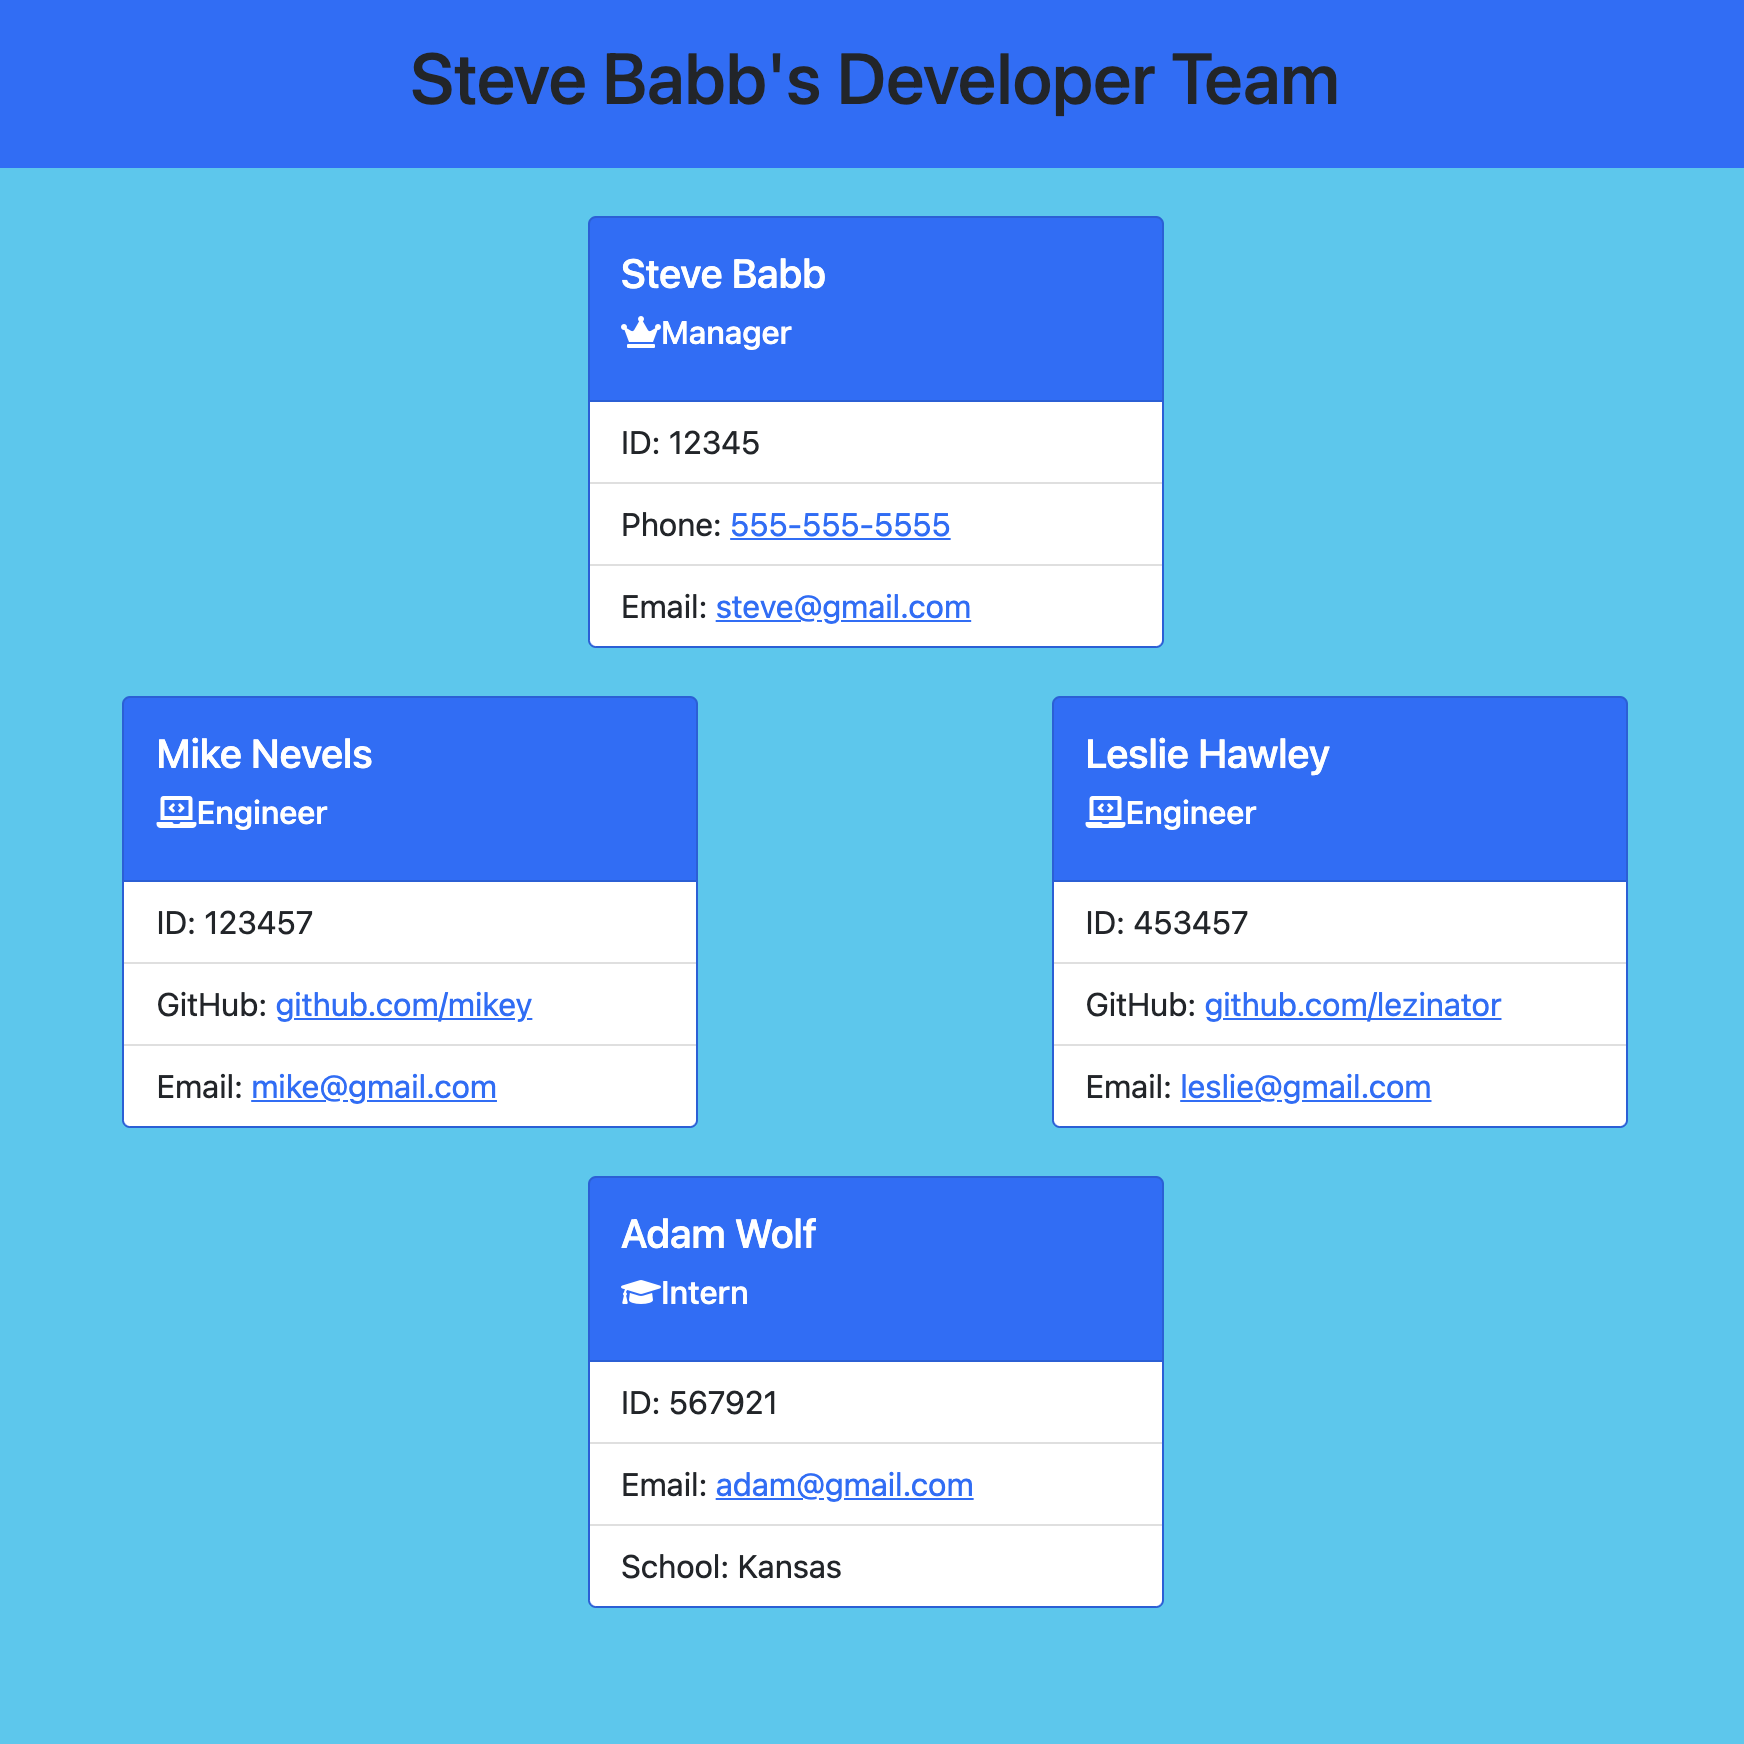 Steve Babb's Developer Team
Steve Babb
Manager
ID: 12345
Phone: 555-555-5555
Email: steve@gmail.com
Mike Nevels
Engineer
ID: 123457
GitHub: github.com/mikey
Email: mike@gmail.com
Leslie Hawley
Engineer
ID: 453457
GitHub: github.com/lezinator
Email: leslie@gmail.com
Adam Wolf
Intern
ID: 567921
Email: adam@gmail.com
School: Kansas